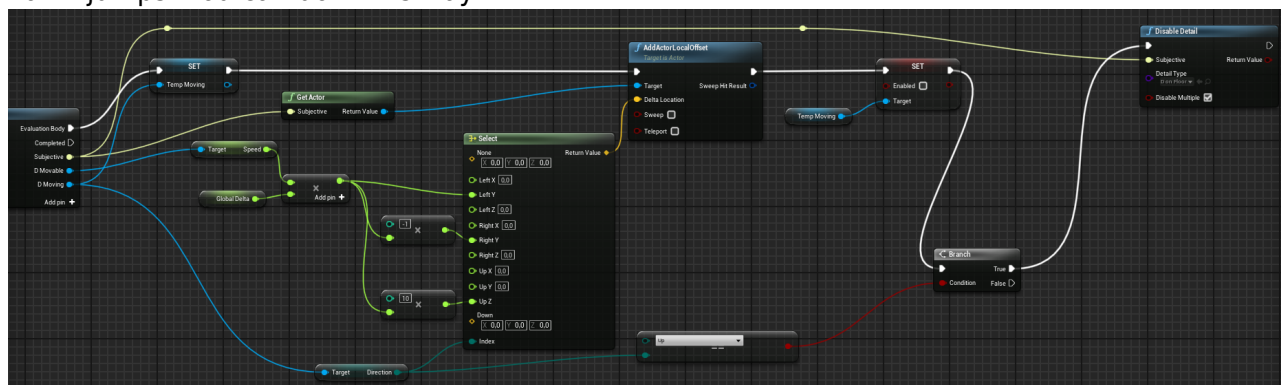 SET
Temp Moving
Evaluation Body
Completed
Subjective
D Movable
D Moving
Add pin +
f Get Actor
Subjective Return Value
Target Speed
Global Delta
×
Add pin +
-1 ×
10 ×
Select
None
X 0,0 Y 0,0 Z 0,0
Return Value
Left X 0,0
Left Y
Left Z 0,0
Right X 0,0
Right Y
Right Z 0,0
Up X 0,0
Up Y 0,0
Up Z
Down
X 0,0 Y 0,0 Z 0,0
Index
Target Direction
f AddActorLocalOffset
Target is Actor
Target Sweep Hit Result
Delta Location
Sweep
Teleport
Temp Moving
SET
Enabled
Target
Up
==
Branch
True
Condition False
f Disable Detail
Subjective Return Value
Detail Type
Disable Multiple